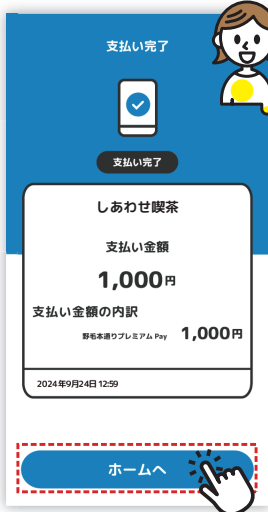 支払い完了
支払い完了
しあわせ喫茶
支払い金額
1,000円
支払い金額の内訳
野毛本通りプレミアム Pay 1,000円
2024年9月24日 12:59
ホームへ